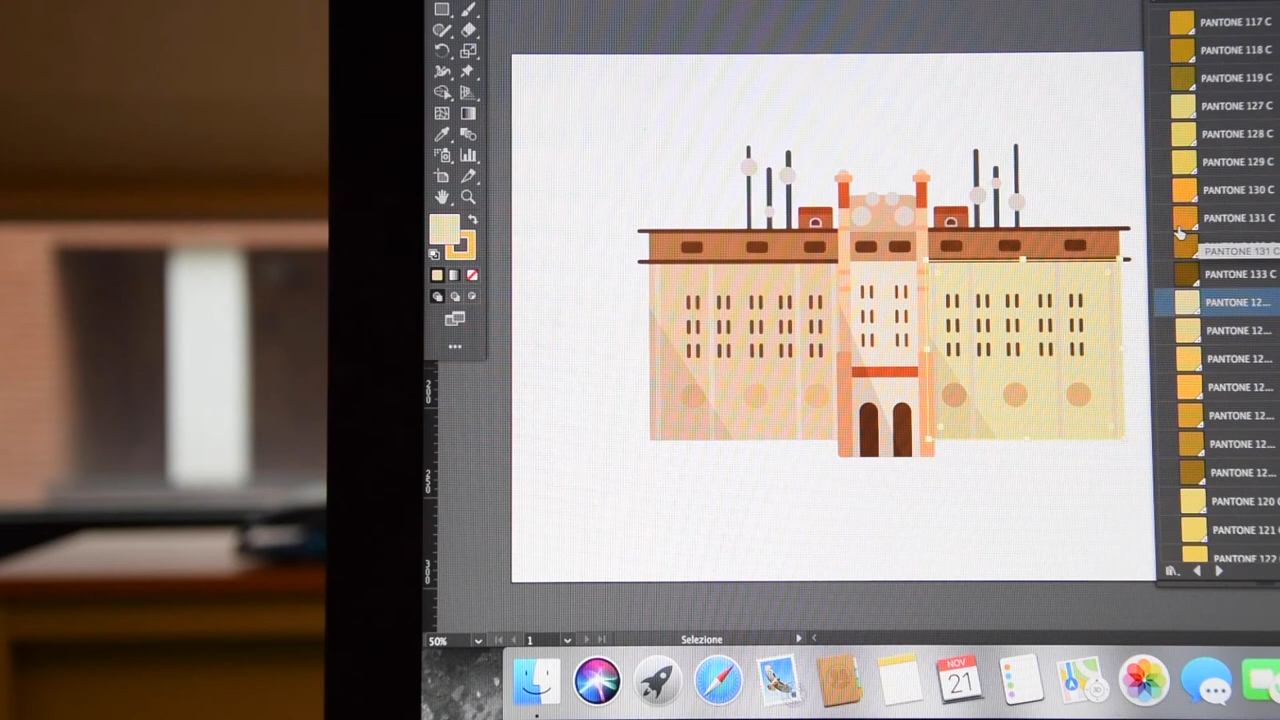 PANTONE 117 C
PANTONE 118 C
PANTONE 119 C
PANTONE 127 C
PANTONE 128 C
PANTONE 129 C
PANTONE 130 C
PANTONE 131 C
PANTONE 131 C
PANTONE 133 C
PANTONE 12...
PANTONE 12...
PANTONE 12...
PANTONE 12...
PANTONE 12...
PANTONE 12...
PANTONE 12...
PANTONE 120
PANTONE 121
PANTONE 122
50%
1
Selezione
NOV
21